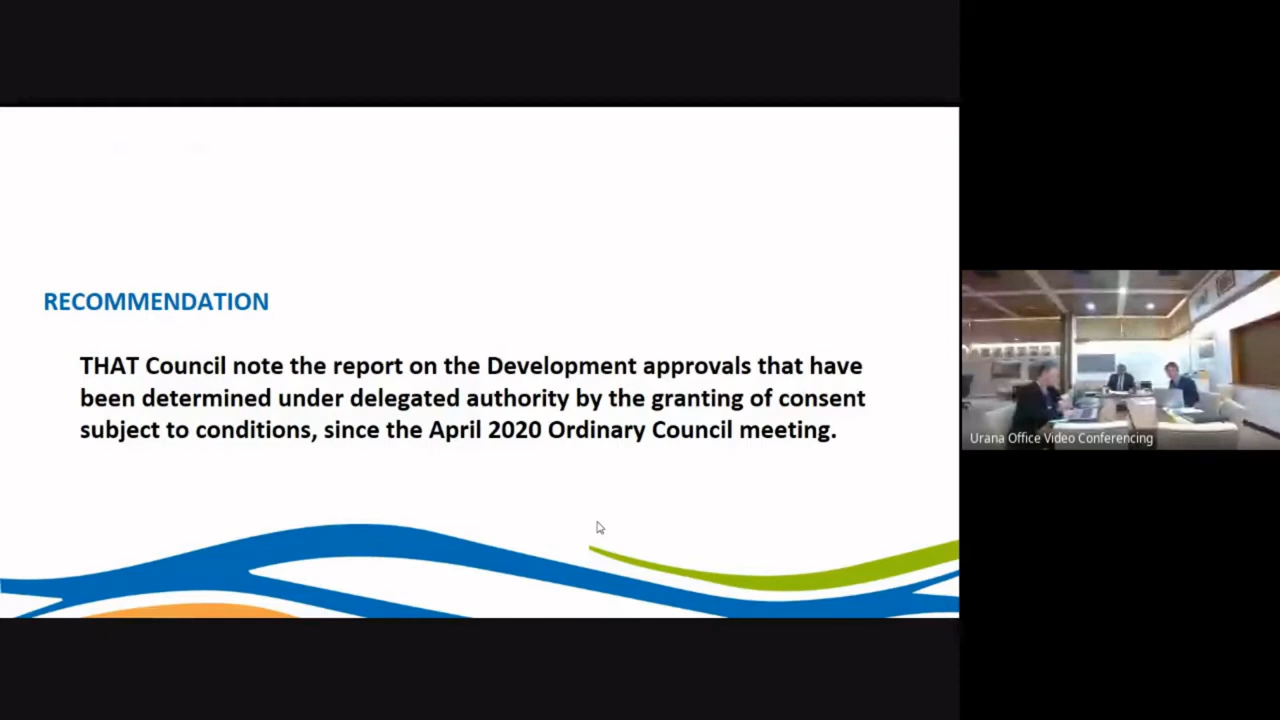 RECOMMENDATION
THAT Council note the report on the Development approvals that have
been determined under delegated authority by the granting of consent
subject to conditions, since the April 2020 Ordinary Council meeting.
Urana Office Video Conferencing